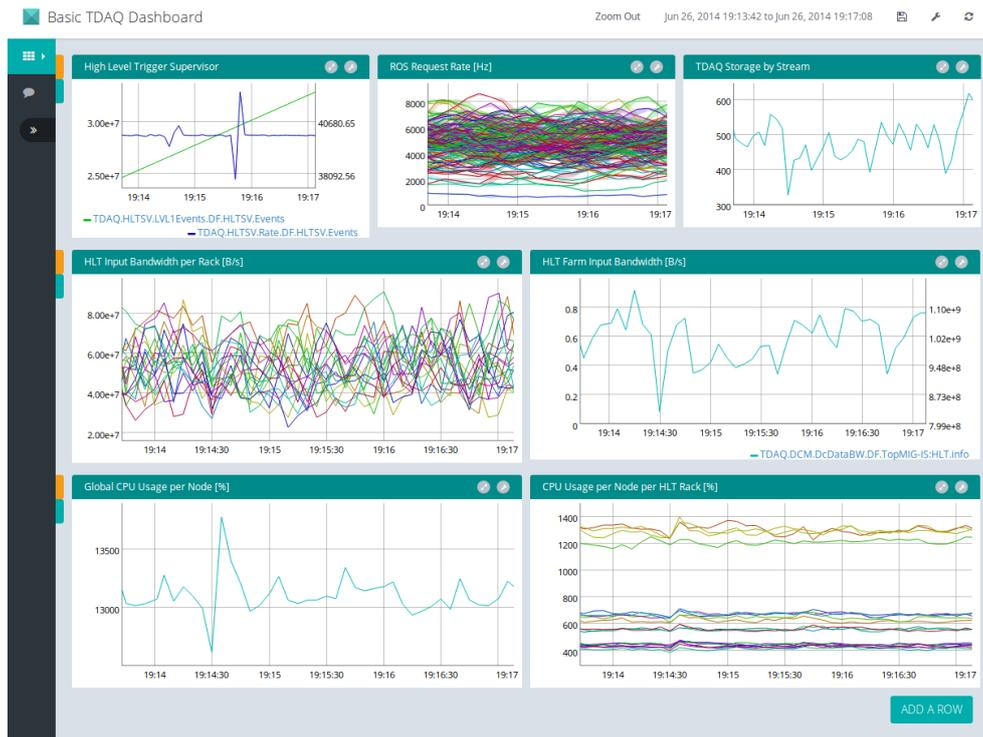 Basic TDAQ Dashboard
Zoom Out Jun 26, 2014 19:13:42 to Jun 26, 2014 19:17:08
High Level Trigger Supervisor
3.00e+7
2.50e+7
40680.65
38092.56
19:14 19:15 19:16 19:17
TDAQ.HLTSV.LVL1Events.DF.HLTSV.Events
TDAQ.HLTSV.Rate.DF.HLTSV.Events
ROS Request Rate [Hz]
8000
6000
4000
2000
0
19:14 19:15 19:16 19:17
TDAQ Storage by Stream
600
500
400
300
19:14 19:15 19:16 19:17
HLT Input Bandwidth per Rack [B/s]
8.00e+7
6.00e+7
4.00e+7
2.00e+7
19:14 19:14:30 19:15 19:15:30 19:16 19:16:30 19:17
HLT Farm Input Bandwidth [B/s]
0.8
0.6
0.4
0.2
0
1.10e+9
1.02e+9
9.48e+8
8.73e+8
7.99e+8
19:14 19:14:30 19:15 19:15:30 19:16 19:16:30 19:17
TDAQ.DCM.DcDataBW.DF.TopMIG-IS:HLT.info
Global CPU Usage per Node [%]
13500
13000
19:14 19:14:30 19:15 19:15:30 19:16 19:16:30 19:17
CPU Usage per Node per HLT Rack [%]
1400
1200
1000
800
600
400
19:14 19:14:30 19:15 19:15:30 19:16 19:16:30 19:17
ADD A ROW